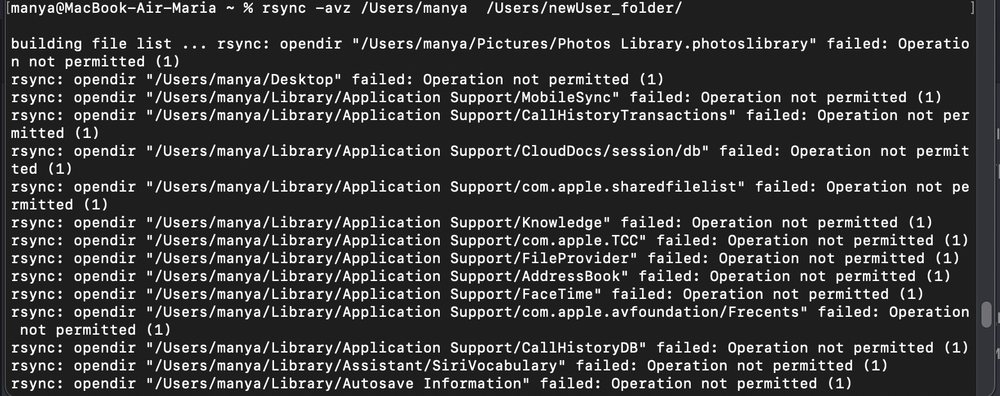 [manya@MacBook-Air-Maria ~ % rsync -avz /Users/manya  /Users/newUser_folder/ ]
building file list ... rsync: opendir "/Users/manya/Pictures/Photos Library.photoslibrary" failed: Operatio
n not permitted (1)
rsync: opendir "/Users/manya/Desktop" failed: Operation not permitted (1)
rsync: opendir "/Users/manya/Library/Application Support/MobileSync" failed: Operation not permitted (1)
rsync: opendir "/Users/manya/Library/Application Support/CallHistoryTransactions" failed: Operation not per
mitted (1)
rsync: opendir "/Users/manya/Library/Application Support/CloudDocs/session/db" failed: Operation not permit
ted (1)
rsync: opendir "/Users/manya/Library/Application Support/com.apple.sharedfilelist" failed: Operation not pe
rmitted (1)
rsync: opendir "/Users/manya/Library/Application Support/Knowledge" failed: Operation not permitted (1)
rsync: opendir "/Users/manya/Library/Application Support/com.apple.TCC" failed: Operation not permitted (1)
rsync: opendir "/Users/manya/Library/Application Support/FileProvider" failed: Operation not permitted (1)
rsync: opendir "/Users/manya/Library/Application Support/AddressBook" failed: Operation not permitted (1)
rsync: opendir "/Users/manya/Library/Application Support/FaceTime" failed: Operation not permitted (1)
rsync: opendir "/Users/manya/Library/Application Support/com.apple.avfoundation/Frecents" failed: Operation
 not permitted (1)
rsync: opendir "/Users/manya/Library/Application Support/CallHistoryDB" failed: Operation not permitted (1)
rsync: opendir "/Users/manya/Library/Assistant/SiriVocabulary" failed: Operation not permitted (1)
rsync: opendir "/Users/manya/Library/Autosave Information" failed: Operation not permitted (1)